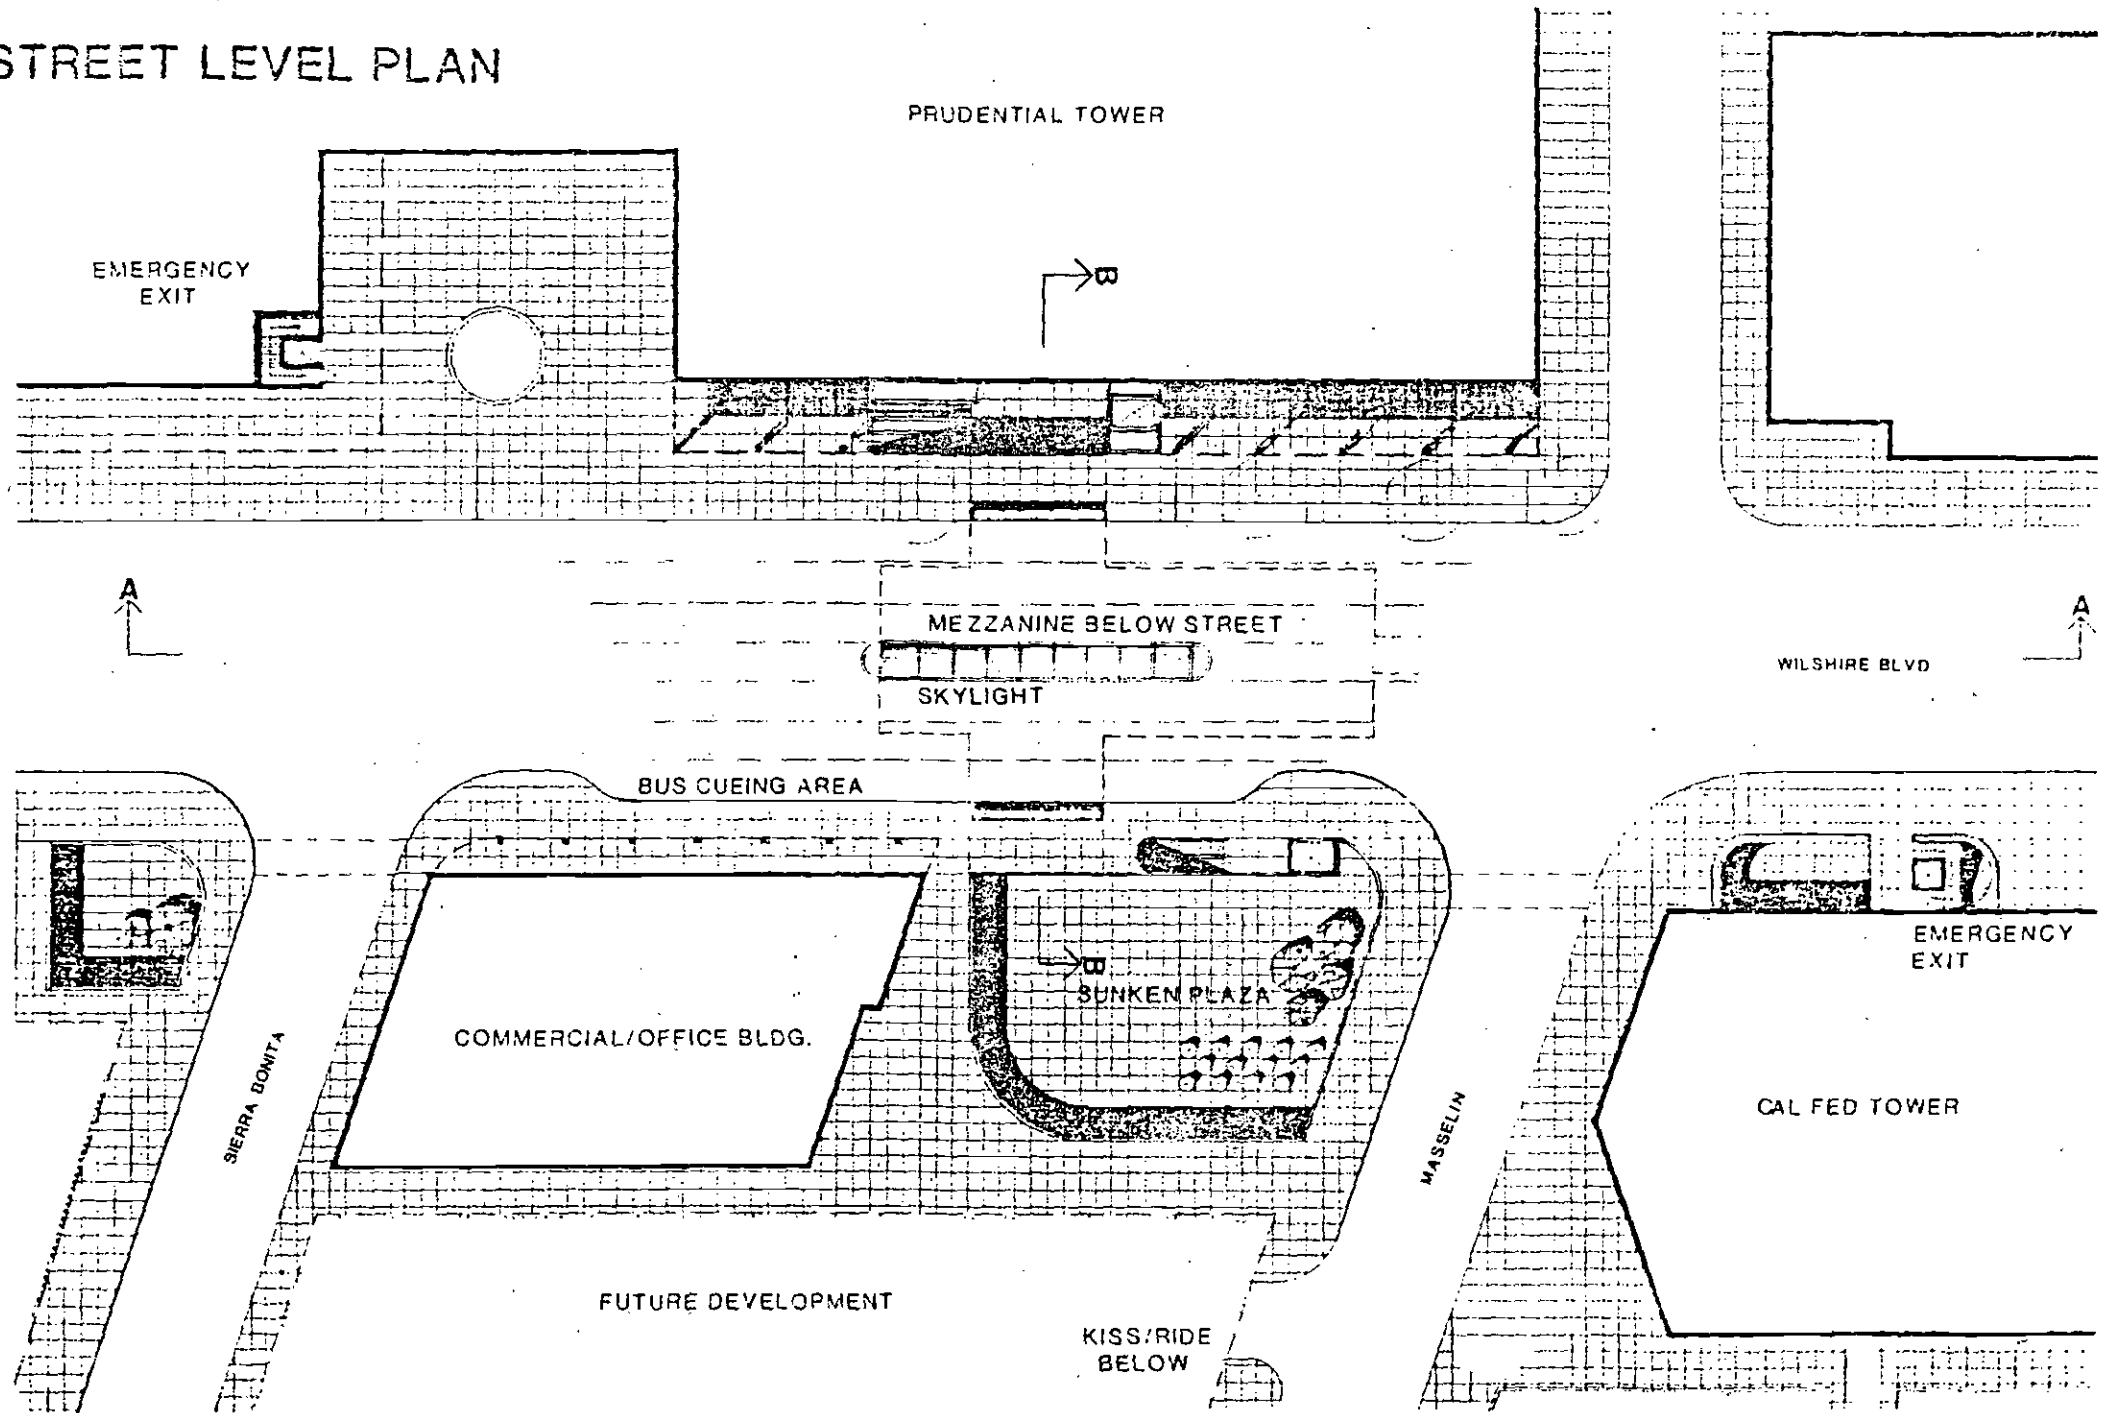 STREET LEVEL PLAN
PRUDENTIAL TOWER
EMERGENCY
EXIT
B
A
A
MEZZANINE BELOW STREET
SKYLIGHT
WILSHIRE BLVD
BUS CUEING AREA
EMERGENCY
EXIT
B
SUNKEN PLAZA
COMMERCIAL/OFFICE BLDG.
SIERRA BONITA
MASSELIN
CAL FED TOWER
FUTURE DEVELOPMENT
KISS/RIDE
BELOW